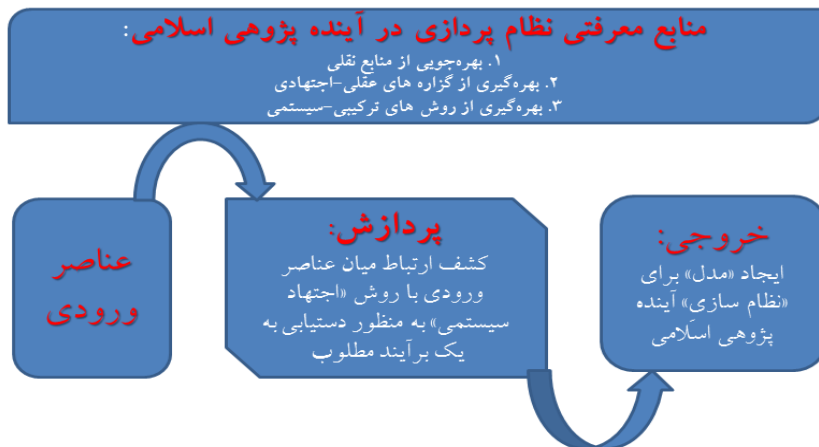 منابع معرفتی نظام پردازی در آینده پژوهی اسلامی:
۱. بهره‌جویی از منابع نقلی
۲. بهره‌گیری از گزاره های عقلی-اجتهادی
۳. بهره‌گیری از روش های ترکیبی-سیستمی
عناصر
ورودی
پردازش:
کشف ارتباط میان عناصر
ورودی با روش «اجتهاد
سیستمی» به منظور دستیابی به
یک برآیند مطلوب
خروجی:
ایجاد «مدل» برای
«نظام سازی» آینده
پژوهی اسلامی